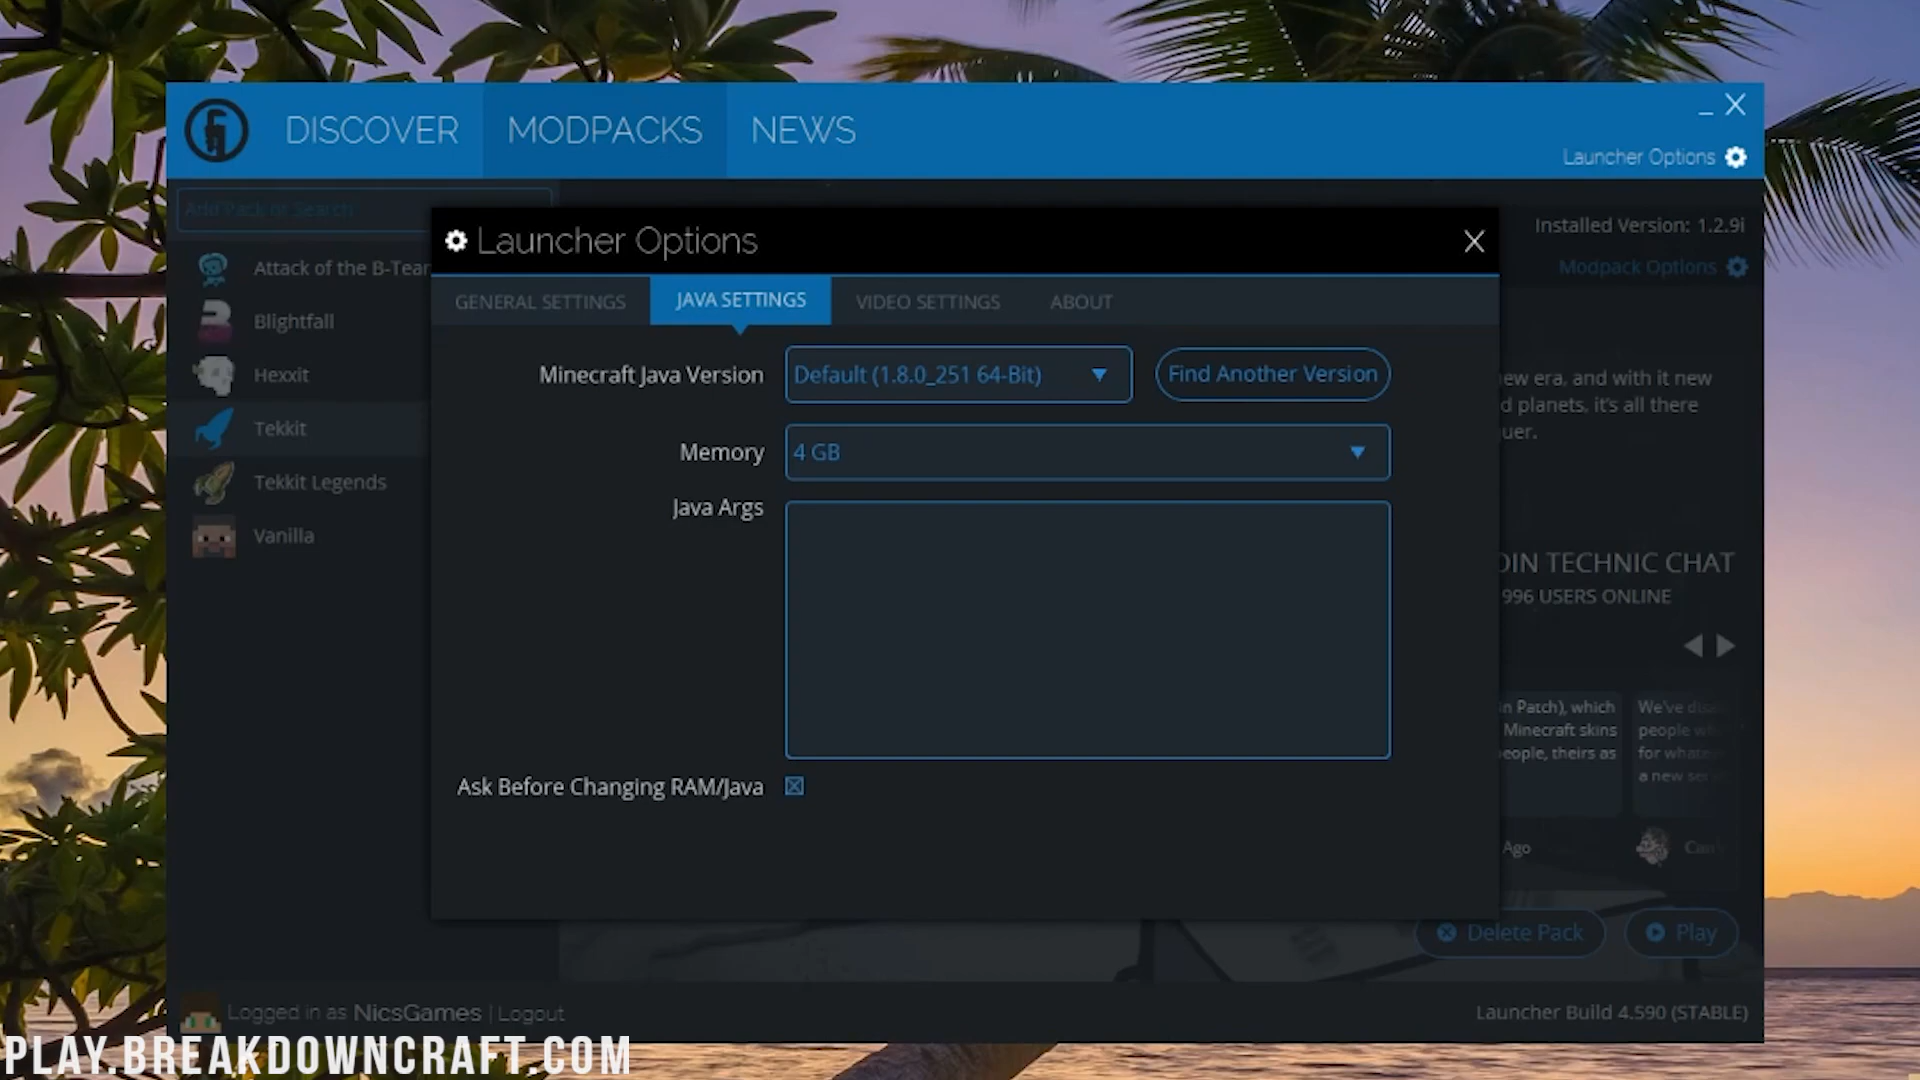 DISCOVER
MODPACKS
NEWS
Launcher Options
Add Pack or Search
Attack of the B-Tear
Blightfall
Hexxit
Tekkit
Tekkit Legends
Vanilla
Launcher Options
GENERAL SETTINGS
JAVA SETTINGS
VIDEO SETTINGS
ABOUT
Minecraft Java Version
Default (1.8.0_251 64-Bit)
Find Another Version
Memory
4 GB
Java Args
Ask Before Changing RAM/Java
Installed Version: 1.2.9i
Modpack Options
ew era, and with it new
d planets, it's all there
uer.
OIN TECHNIC CHAT
996 USERS ONLINE
n Patch), which
Minecraft skins
eople, theirs as
We've
people
for
a new
Ago
Delete Pack
Play
Logged in as NicsGames | Logout
Launcher Build 4.590 (STABLE)
PLAY.BREAKDOWNCRAFT.COM